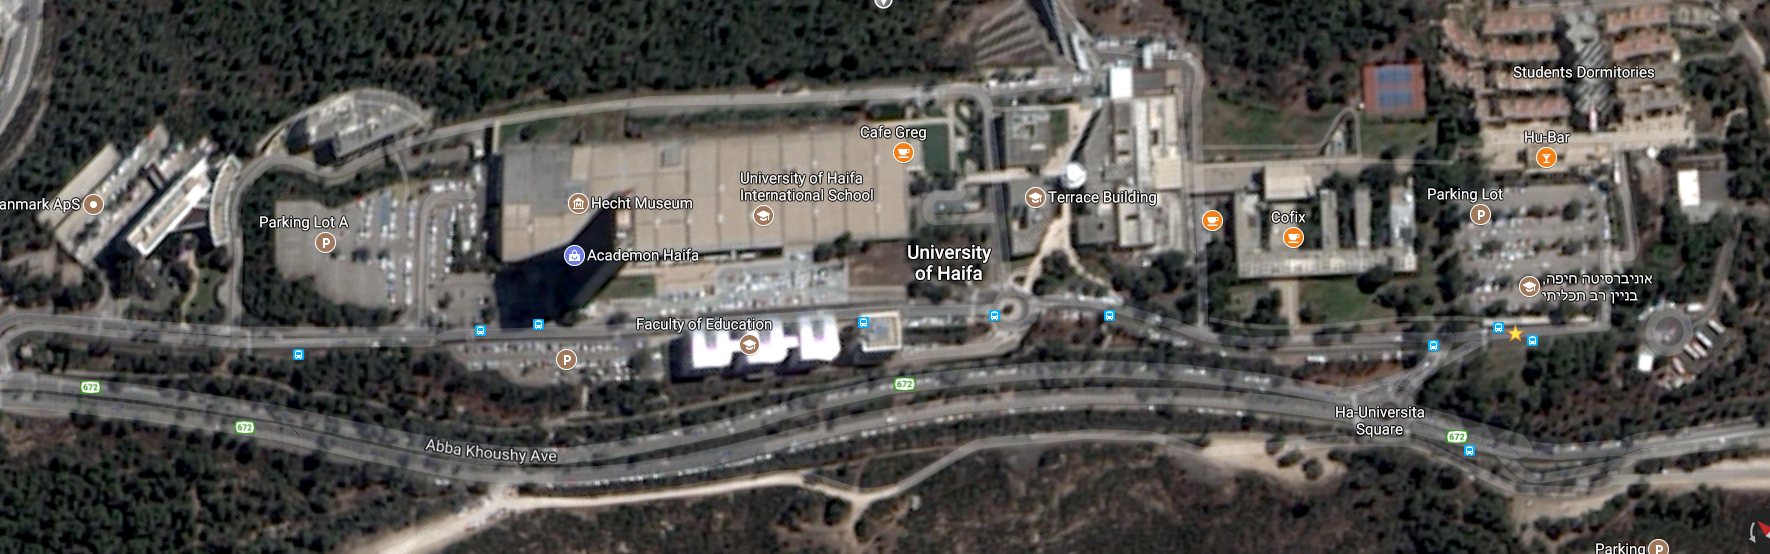 Students Dormitories
Cafe Greg
Hu-Bar
University of Haifa
International School
anmark ApS
Hecht Museum
Terrace Building
Parking Lot
Parking Lot A
Cofix
Academon Haifa
University
of Haifa
אוניברסיטה חיפה,
בניין רב תכליתי
Faculty of Education
P
P
P
672
672
672
Ha-Universita
Square
672
Abba Khoushy Ave
Parking
P